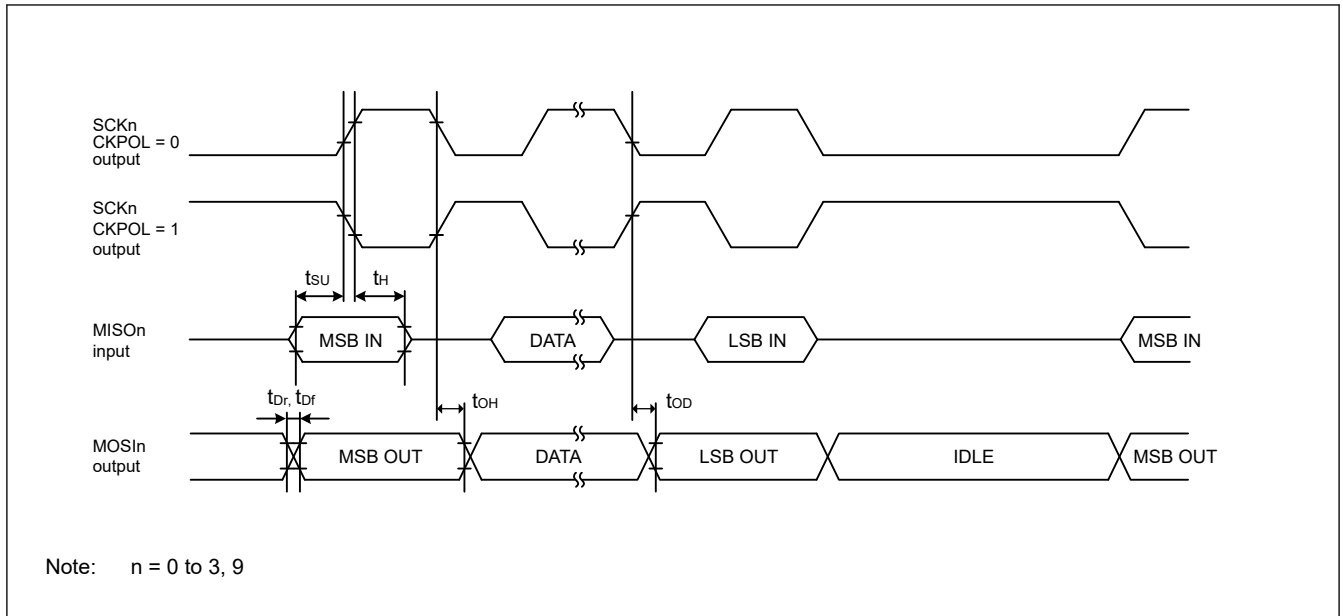 SCKn
CKPOL = 0
output
SCKn
CKPOL = 1
output
tSU
tH
MISOn
input
MSB IN
DATA
LSB IN
MSB IN
tDr, tDf
tOH
tOD
MOSIn
output
MSB OUT
DATA
LSB OUT
IDLE
MSB OUT
Note: n = 0 to 3, 9